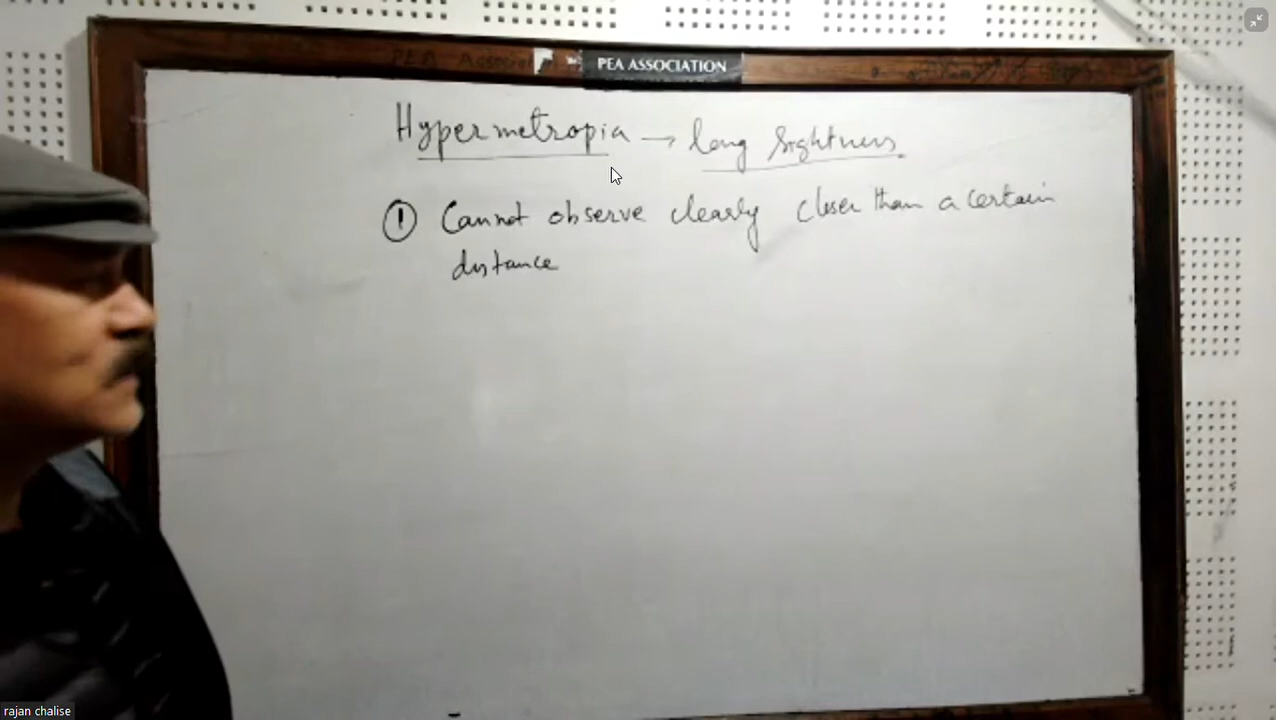 PEA ASSOCIATION
Hypermetropia → long Sightness
① Cannot observe clearly closer than a certain
distance
rajan chalise